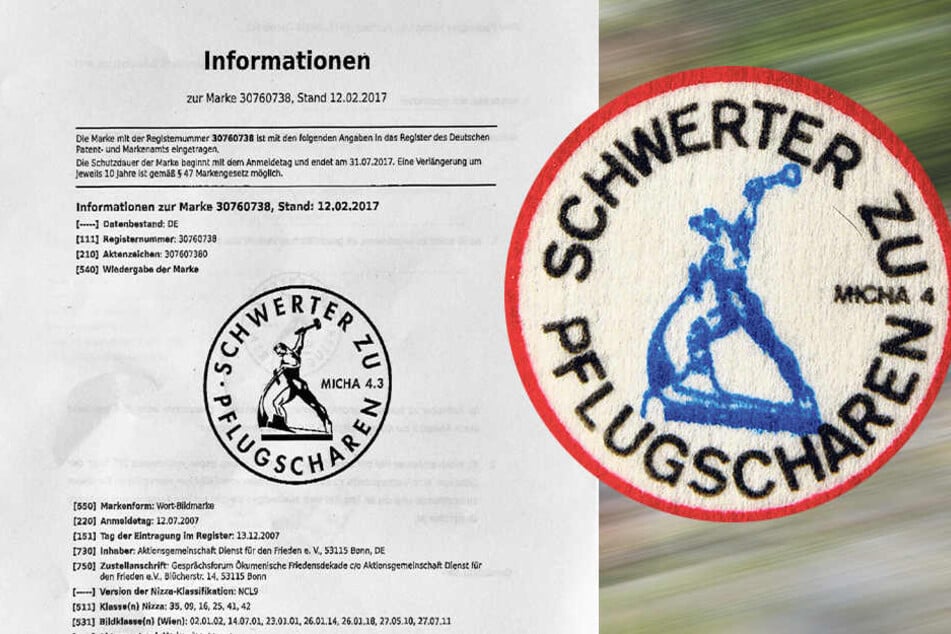 Informationen
zur Marke 30760738, Stand 12.02.2017
Die Marke mit der Registernummer 30760738 ist mit den folgenden Angaben in das Register des Deutschen
Patent- und Markenamts eingetragen.
Die Schutzdauer der Marke beginnt mit dem Anmeldetag und endet am 31.07.2017. Eine Verlängerung um
jeweils 10 Jahre ist gemäß § 47 Markengesetz möglich.
Informationen zur Marke 30760738, Stand: 12.02.2017
[-----] Datenbestand: DE
[111] Registernummer: 30760738
[210] Aktenzeichen: 307607380
[540] Wiedergabe der Marke
SCHWERTER ZU
MICHA 4.3
PFLUGSCHAREN
[550] Markenform: Wort-Bildmarke
[220] Anmeldetag: 12.07.2007
[151] Tag der Eintragung im Register: 13.12.2007
[730] Inhaber: Aktionsgemeinschaft Dienst für den Frieden e. V., 53115 Bonn, DE
[750] Zustellanschrift: Gesprächsforum Ökumenische Friedensdekade c/o Aktionsgemeinschaft Dienst für
den Frieden e.V., Blücherstr. 14, 53115 Bonn
[-----] Version der Nizza-Klassifikation: NCL9
[511] Klasse(n) Nizza: 35, 09, 16, 25, 41, 42
[531] Bildklasse(n) (Wien): 02.01.02, 14.07.01, 23.01.01, 26.01.14, 26.01.18, 27.05.10, 27.07.11
SCHWERTER ZU
MICHA 4
PFLUGSCHAREN